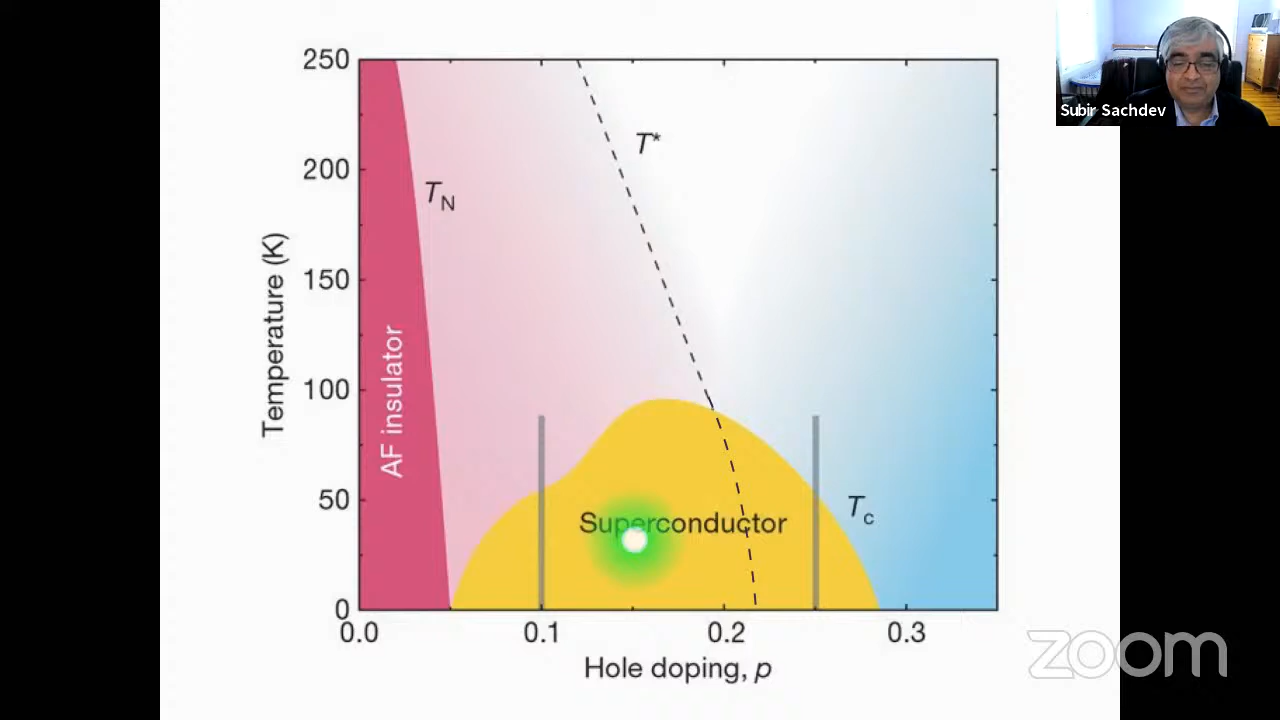 Subir Sachdev
250
200
150
100
50
0
Temperature (K)
AF insulator
T_N
T*
Superconductor
T_c
0.0 0.1 0.2 0.3
Hole doping, p
zoom